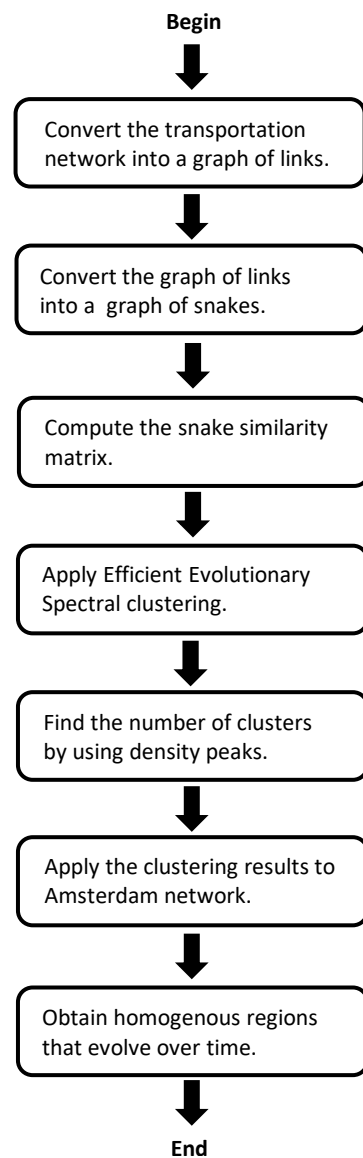 Begin
Convert the transportation
network into a graph of links.
Convert the graph of links
into a graph of snakes.
Compute the snake similarity
matrix.
Apply Efficient Evolutionary
Spectral clustering.
Find the number of clusters
by using density peaks.
Apply the clustering results to
Amsterdam network.
Obtain homogenous regions
that evolve over time.
End